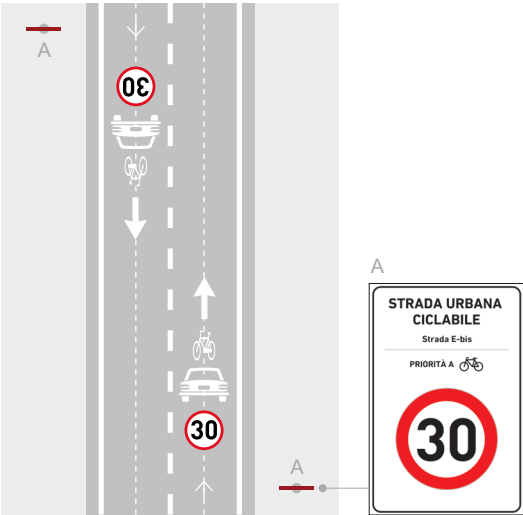 A
30
30
A
A
STRADA URBANA
CICLABILE
Strada E-bis
PRIORITÀ A
30